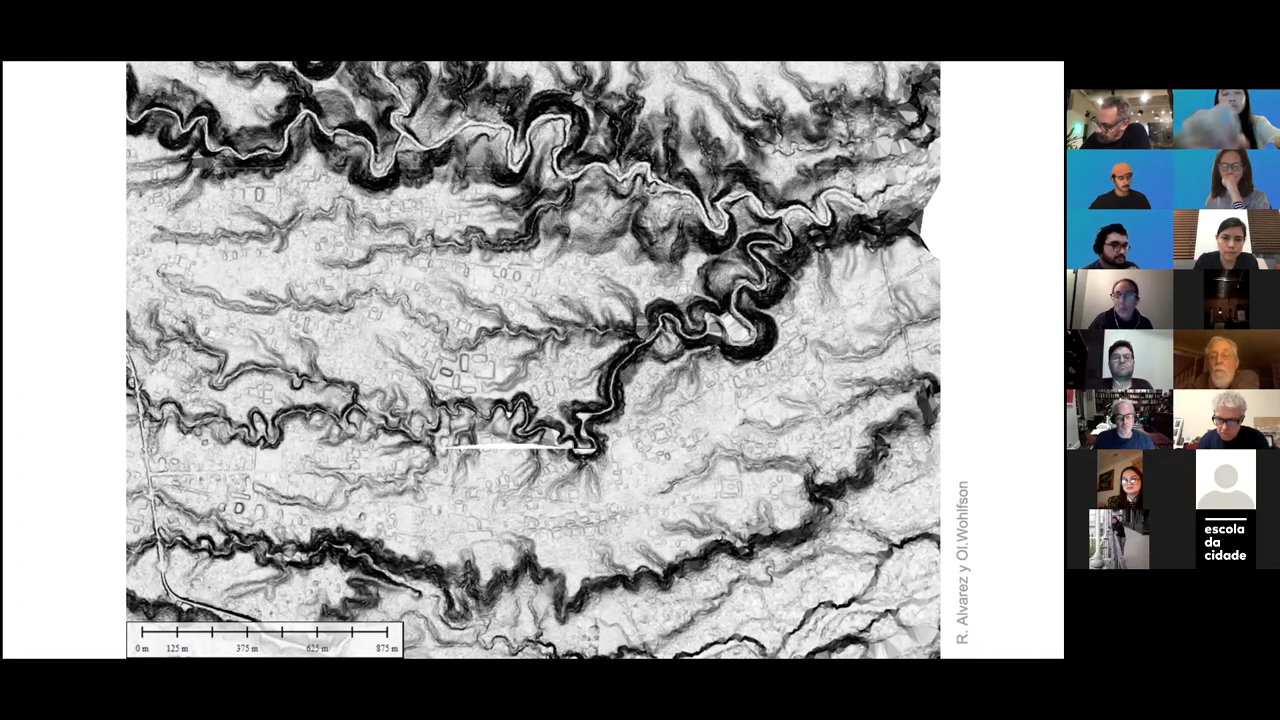 0 m 125 m 375 m 625 m 875 m
R. Alvarez y Ol.Wohlfson
escola
da
cidade